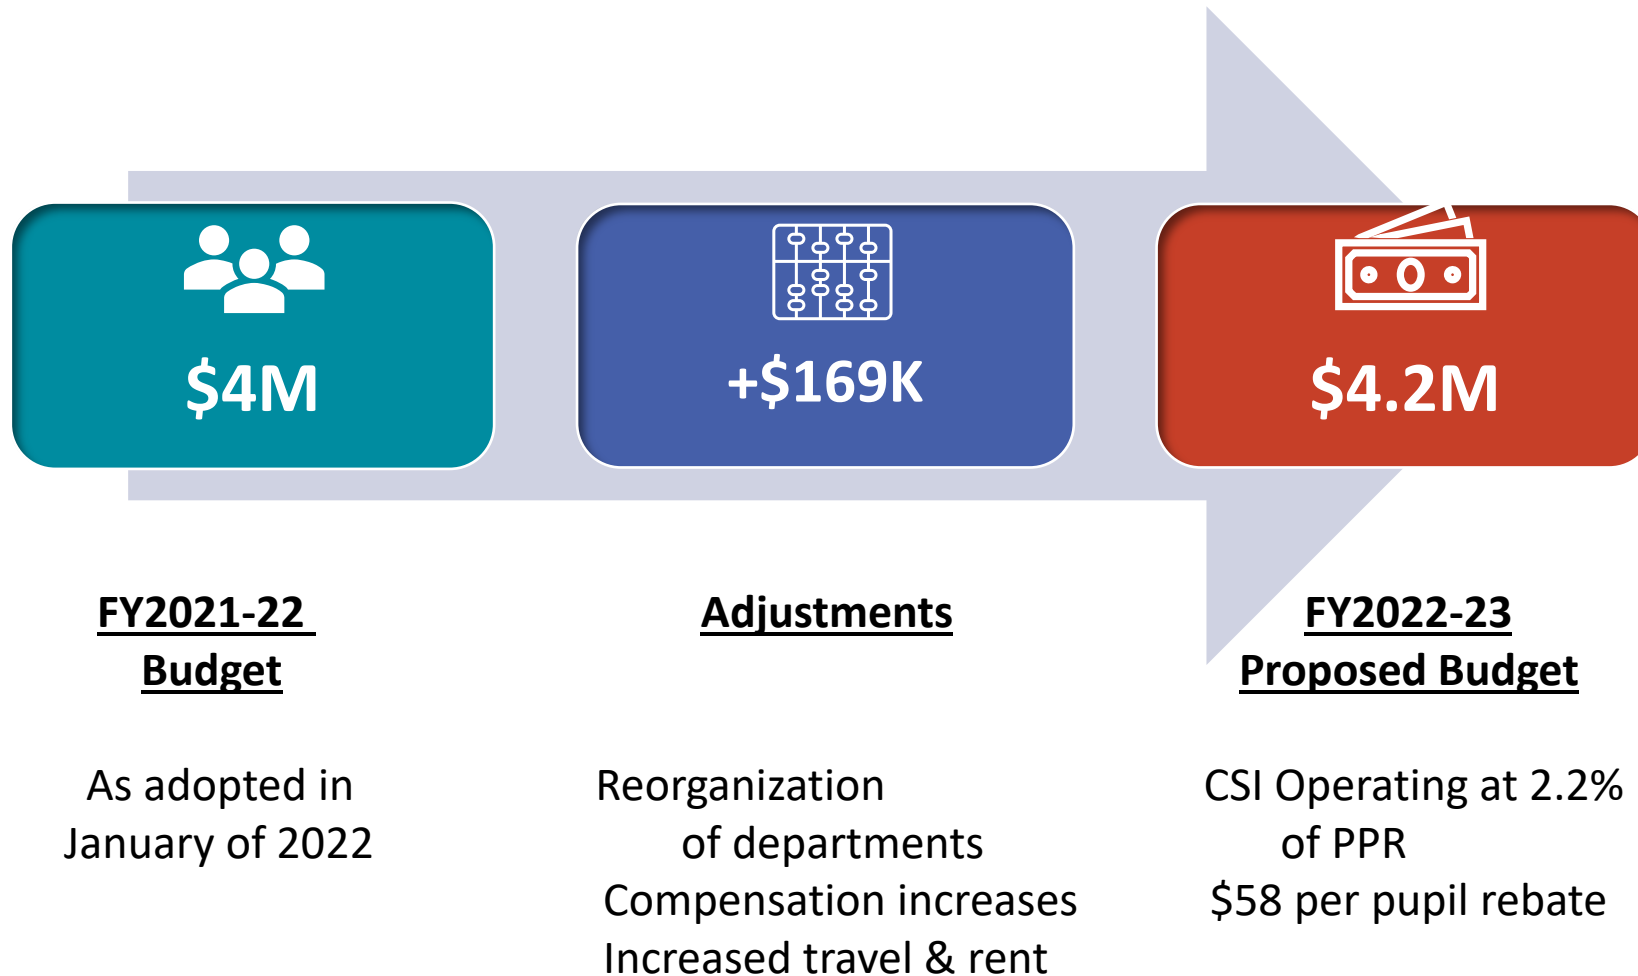 $4M
+$169K
$4.2M
FY2021-22
Budget
As adopted in
January of 2022
Adjustments
Reorganization
of departments
Compensation increases
Increased travel & rent
FY2022-23
Proposed Budget
CSI Operating at 2.2%
of PPR
$58 per pupil rebate